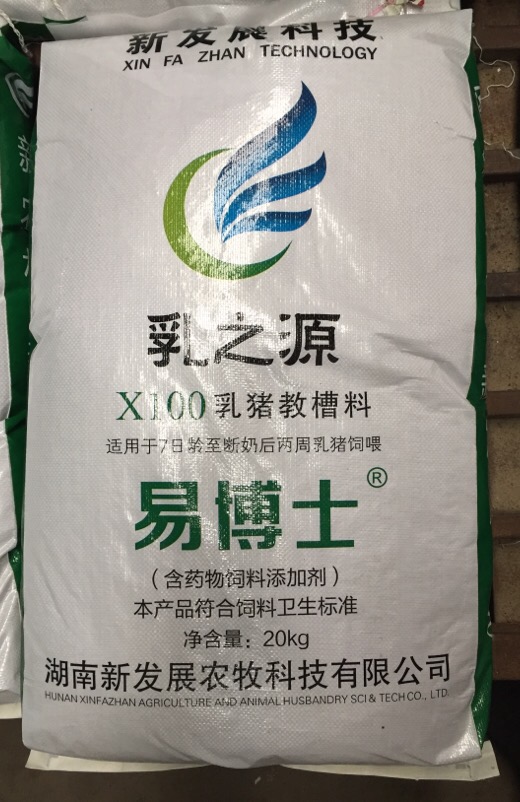 新发展科技
XIN FA ZHAN TECHNOLOGY
乳之源
X100乳猪教槽料
适用于7日龄至断奶后两周乳猪饲喂
易博士®
（含药物饲料添加剂）
本产品符合饲料卫生标准
净含量：20kg
湖南新发展农牧科技有限公司
HUNAN XINFAZHAN AGRICULTURE AND ANIMAL HUSBANDRY SCI & TECH CO., LTD.